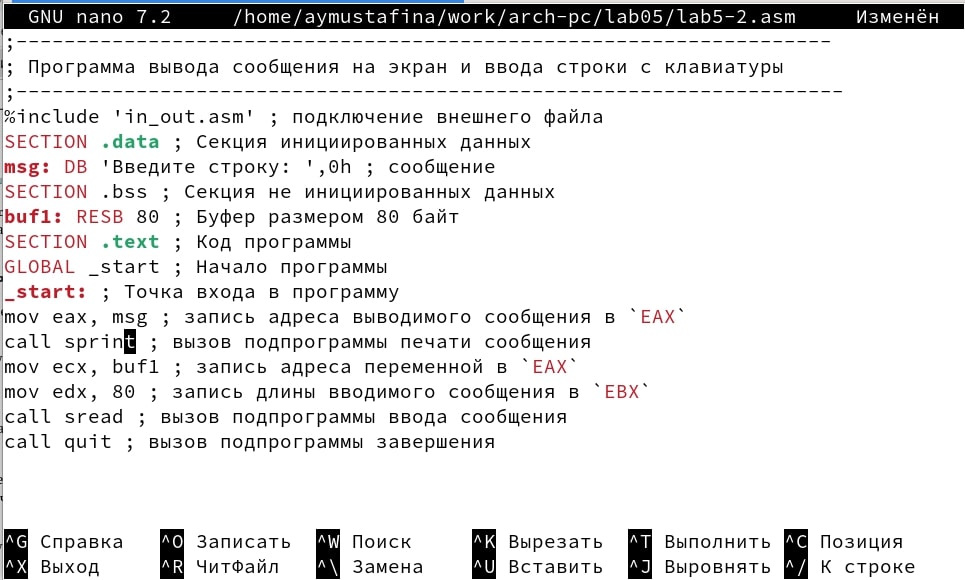 GNU nano 7.2 /home/aymustafina/work/arch-pc/lab05/lab5-2.asm Изменён
;--------------------------------------------------------------------
; Программа вывода сообщения на экран и ввода строки с клавиатуры
;---------------------------------------------------------------------
%include 'in_out.asm' ; подключение внешнего файла
SECTION .data ; Секция инициированных данных
msg: DB 'Введите строку: ',0h ; сообщение
SECTION .bss ; Секция не инициированных данных
buf1: RESB 80 ; Буфер размером 80 байт
SECTION .text ; Код программы
GLOBAL _start ; Начало программы
_start: ; Точка входа в программу
mov eax, msg ; запись адреса выводимого сообщения в `EAX`
call sprint ; вызов подпрограммы печати сообщения
mov ecx, buf1 ; запись адреса переменной в `EAX`
mov edx, 80 ; запись длины вводимого сообщения в `EBX`
call sread ; вызов подпрограммы ввода сообщения
call quit ; вызов подпрограммы завершения
^G Справка ^O Записать ^W Поиск ^K Вырезать ^T Выполнить ^C Позиция
^X Выход ^R ЧитФайл ^\ Замена ^U Вставить ^J Выровнять ^/ К строке